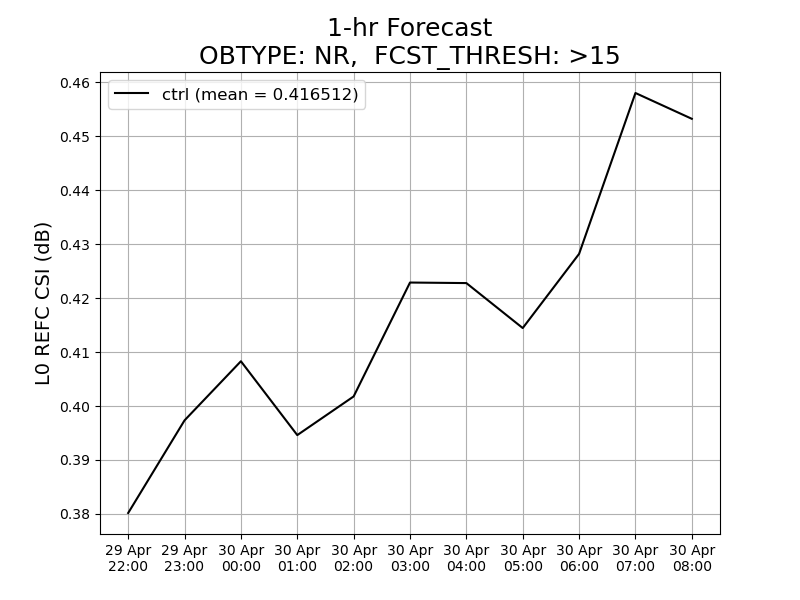 1-hr Forecast
OBTYPE: NR,  FCST_THRESH: >15
ctrl (mean = 0.416512)
L0 REFC CSI (dB)
0.46
0.45
0.44
0.43
0.42
0.41
0.40
0.39
0.38
29 Apr 22:00
29 Apr 23:00
30 Apr 00:00
30 Apr 01:00
30 Apr 02:00
30 Apr 03:00
30 Apr 04:00
30 Apr 05:00
30 Apr 06:00
30 Apr 07:00
30 Apr 08:00